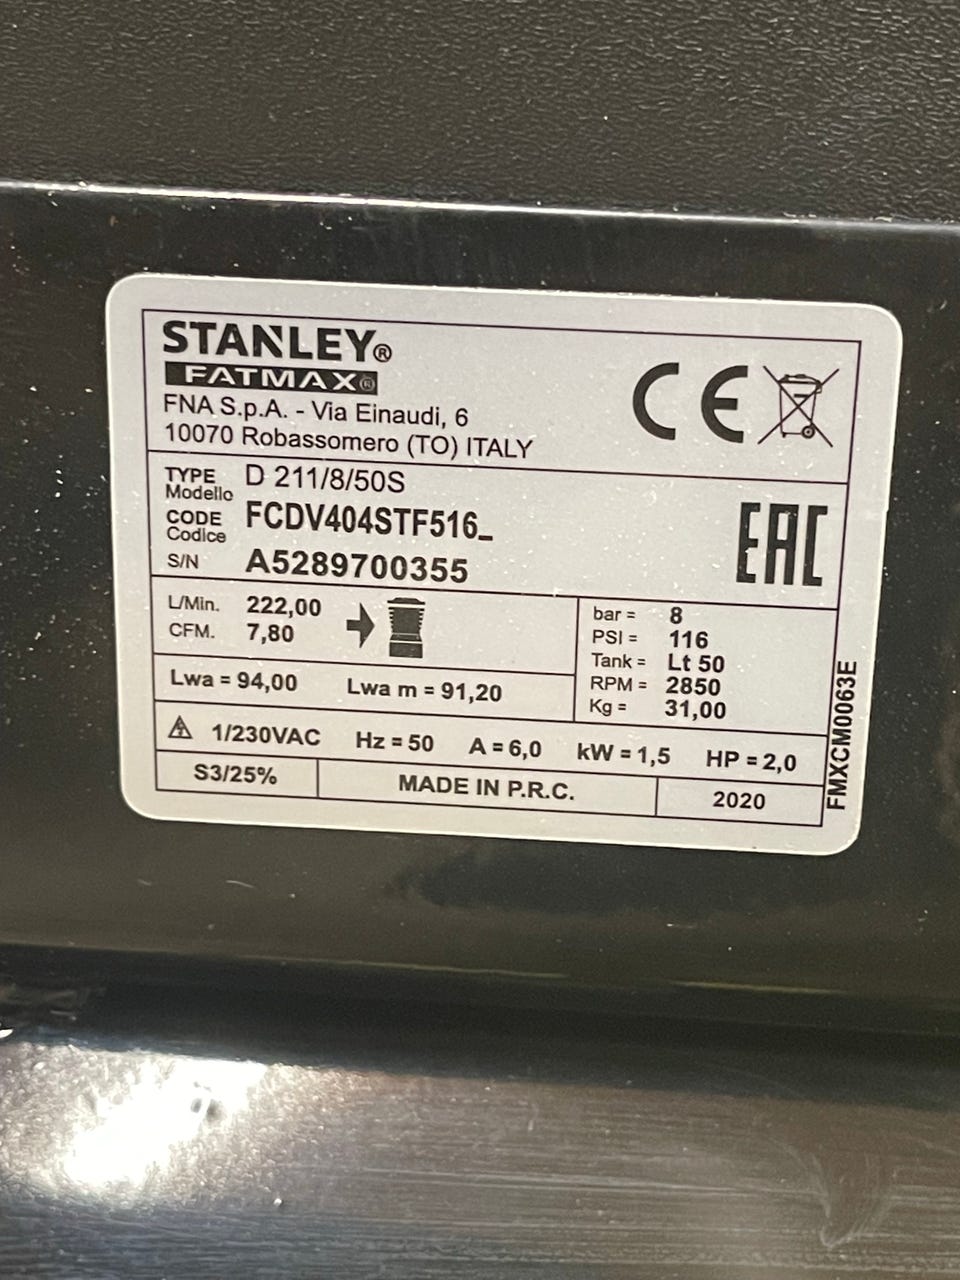 STANLEY®
FATMAX®
FNA S.p.A. - Via Einaudi, 6
10070 Robassomero (TO) ITALY
CE
TYPE D 211/8/50S
Modello
CODE FCDV404STF516_
Codice
S/N A5289700355
EAC
L/Min. 222,00
CFM. 7,80
bar = 8
PSI = 116
Tank = Lt 50
RPM = 2850
Kg = 31,00
Lwa = 94,00 Lwa m = 91,20
1/230VAC Hz = 50 A = 6,0 kW = 1,5 HP = 2,0
S3/25% MADE IN P.R.C. 2020
FMXCM0063E